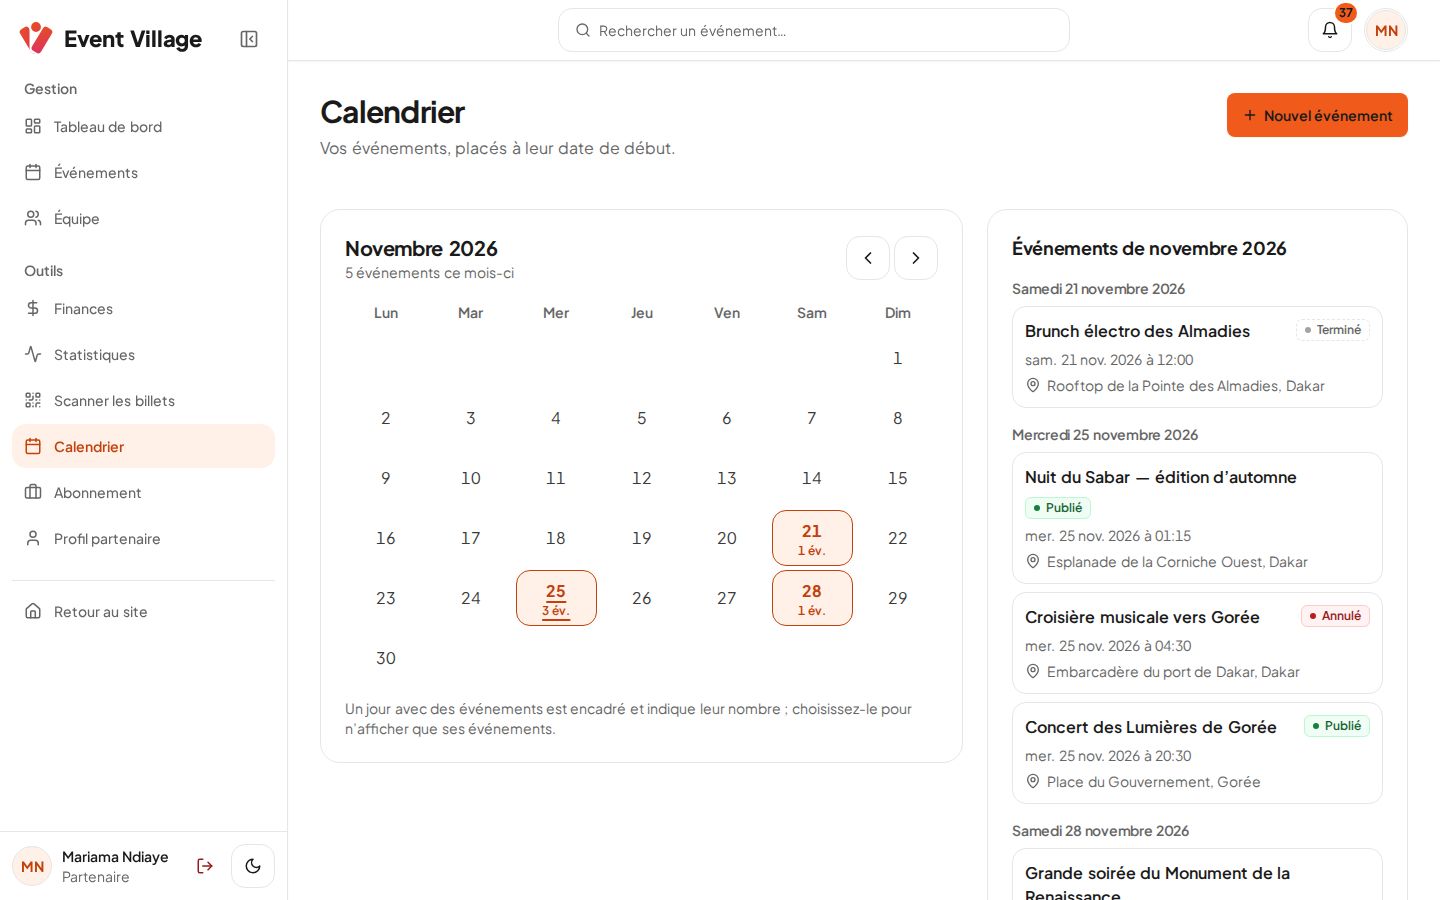 Event Village
Gestion
Tableau de bord
Événements
Équipe
Outils
Finances
Statistiques
Scanner les billets
Calendrier
Abonnement
Profil partenaire
Retour au site
MN
Mariama Ndiaye
Partenaire
Rechercher un événement…
37
MN
Calendrier
Vos événements, placés à leur date de début.
Nouvel événement
Novembre 2026
5 événements ce mois-ci
Lun Mar Mer Jeu Ven Sam Dim
1
2 3 4 5 6 7 8
9 10 11 12 13 14 15
16 17 18 19 20 21 22
1 év.
23 24 25 26 27 28 29
3 év. 1 év.
30
Un jour avec des événements est encadré et indique leur nombre ; choisissez-le pour
n’afficher que ses événements.
Événements de novembre 2026
Samedi 21 novembre 2026
Brunch électro des Almadies Terminé
sam. 21 nov. 2026 à 12:00
Rooftop de la Pointe des Almadies, Dakar
Mercredi 25 novembre 2026
Nuit du Sabar — édition d’automne
Publié
mer. 25 nov. 2026 à 01:15
Esplanade de la Corniche Ouest, Dakar
Croisière musicale vers Gorée Annulé
mer. 25 nov. 2026 à 04:30
Embarcadère du port de Dakar, Dakar
Concert des Lumières de Gorée Publié
mer. 25 nov. 2026 à 20:30
Place du Gouvernement, Gorée
Samedi 28 novembre 2026
Grande soirée du Monument de la
Renaissance